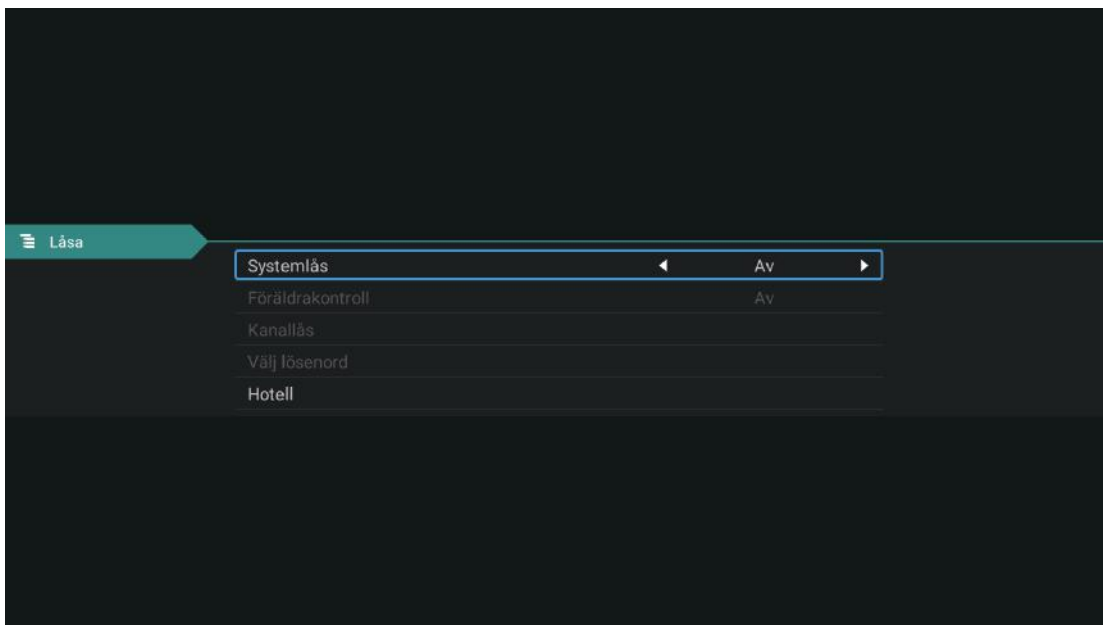 Låsa
Systemlås Av
Föräldrakontroll Av
Kanallås
Välj lösenord
Hotell